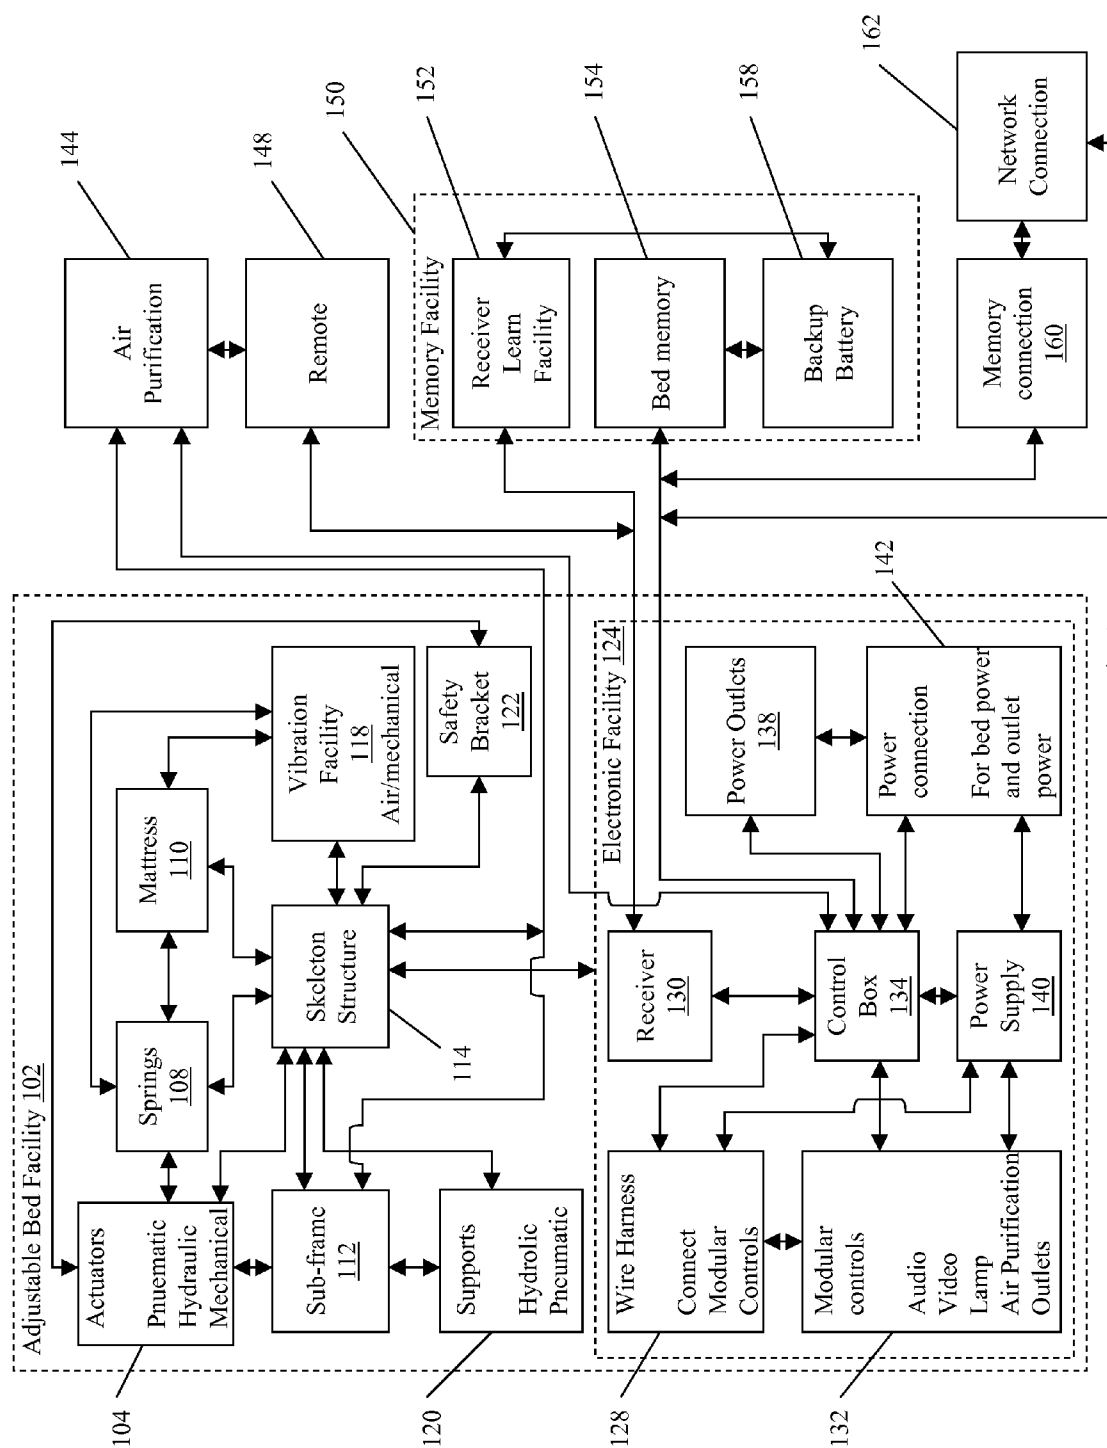 Adjustable Bed Facility 102
Actuators
Pnuematic
Hydraulic
Mechanical
104
Springs
108
Mattress
110
Sub-frame
112
Skeleton
Structure
114
Vibration
Facility
118
Air/mechanical
Supports
Hydrolic
Pneumatic
120
Safety
Bracket
122
Electronic Facility 124
Wire Harness
Connect
Modular
Controls
128
Receiver
130
Modular
controls
Audio
Video
Lamp
Air Purification
Outlets
132
Control
Box
134
Power Outlets
138
Power
Supply
140
Power
connection
For bed power
and outlet
power
142
Air
Purification
144
Remote
148
Memory Facility
150
Receiver
Learn
Facility
152
Bed memory
154
Backup
Battery
158
Memory
connection
160
Network
Connection
162